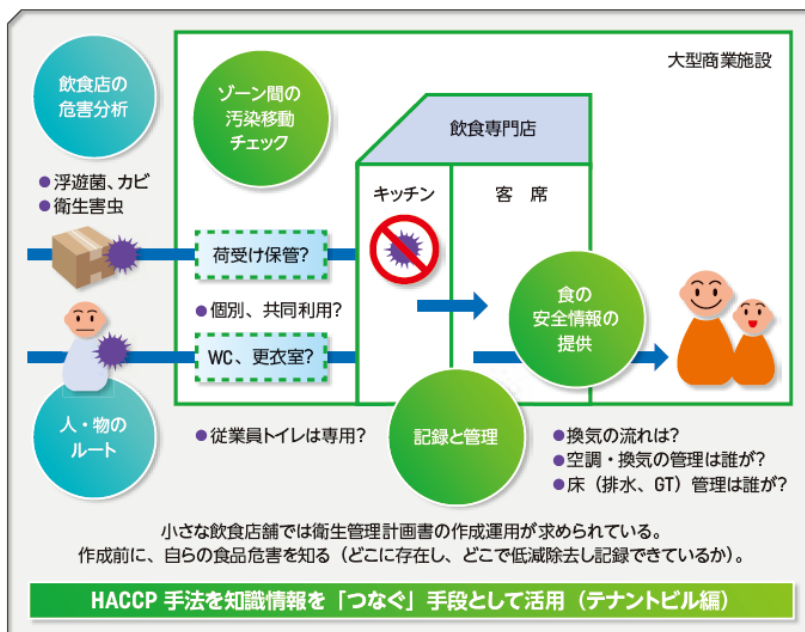 大型商業施設
飲食店の
危害分析
ゾーン間の
汚染移動
チェック
飲食専門店
●浮遊菌、カビ
●衛生害虫
キッチン
客 席
荷受け保管?
●個別、共同利用?
食の
安全情報の
提供
WC、更衣室?
人・物の
ルート
●従業員トイレは専用?
記録と管理
●換気の流れは?
●空調・換気の管理は誰が?
●床（排水、GT）管理は誰が?
小さな飲食店舗では衛生管理計画書の作成運用が求められている。
作成前に、自らの食品危害を知る（どこに存在し、どこで低減除去し記録できているか）。
HACCP 手法を知識情報を「つなぐ」手段として活用（テナントビル編）